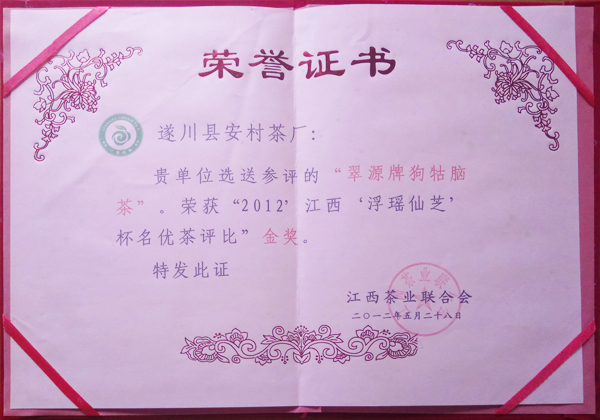 荣誉证书
遂川县安村茶厂：
贵单位选送参评的“翠源牌狗牯脑
茶”。荣获“2012’江西‘浮瑶仙芝’
杯名优茶评比”金奖。
特发此证
江西茶业联合会
二〇一二年五月二十八日